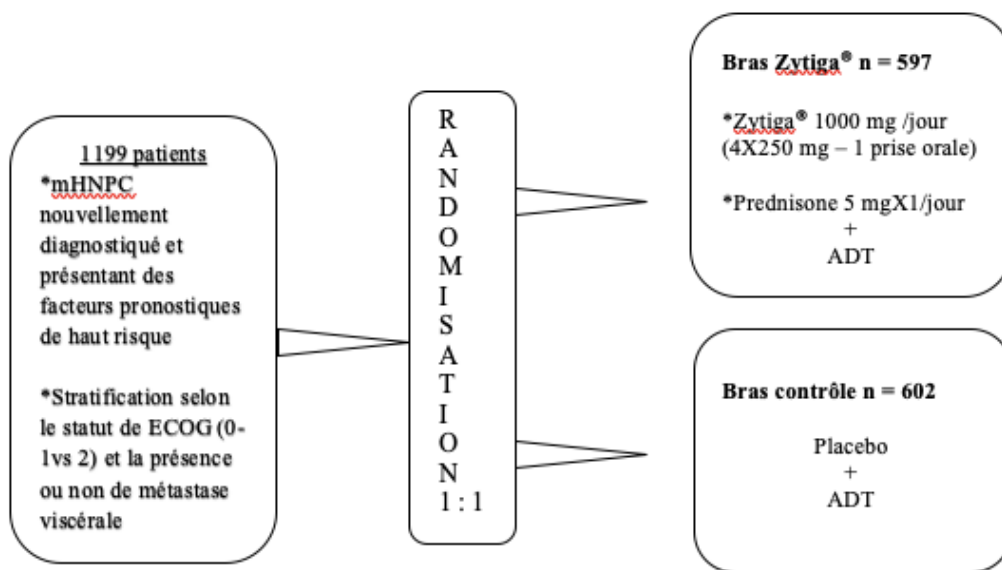 1199 patients
*mHNPC
nouvellement
diagnostiqué et
présentant des
facteurs pronostiques
de haut risque
*Stratification selon
le statut de ECOG (0-
1vs 2) et la présence
ou non de métastase
viscérale
R
A
N
D
O
M
I
S
A
T
I
O
N
1 : 1
Bras Zytiga® n = 597
*Zytiga® 1000 mg /jour
(4X250 mg – 1 prise orale)
*Prednisone 5 mgX1/jour
+
ADT
Bras contrôle n = 602
Placebo
+
ADT